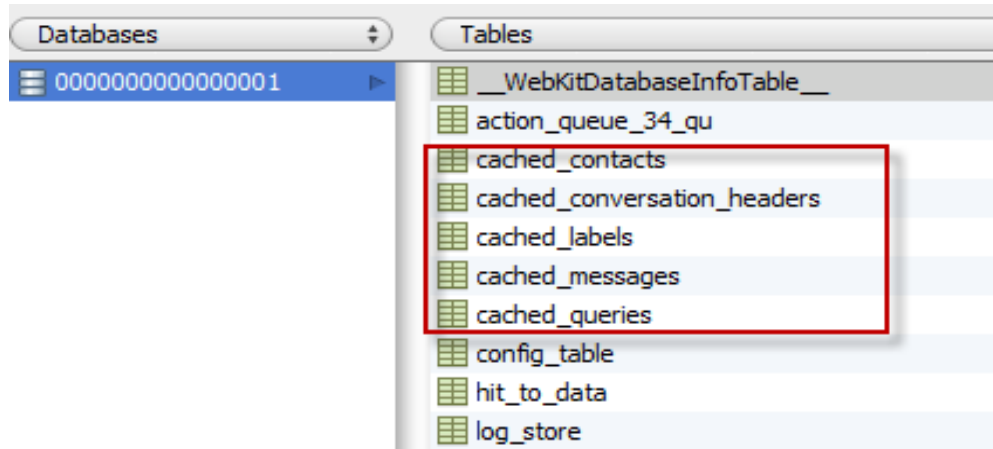 Databases
Tables
0000000000000001
__WebKitDatabaseInfoTable__
action_queue_34_qu
cached_contacts
cached_conversation_headers
cached_labels
cached_messages
cached_queries
config_table
hit_to_data
log_store